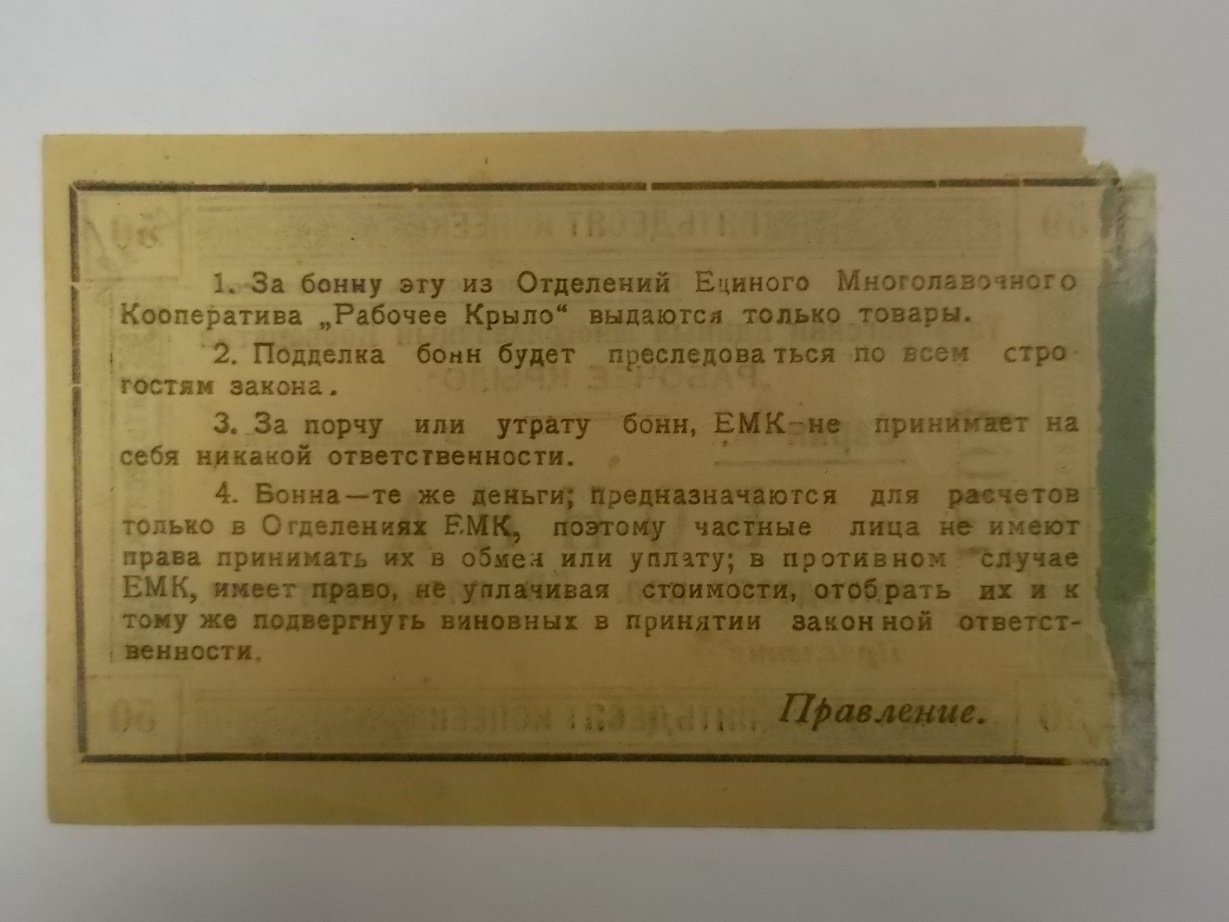 1. За бонну эту из Отделений Единого Многолавочного
Кооператива „Рабочее Крыло“ выдаются только товары.
2. Подделка бонн будет преследоваться по всем стро
гостям закона.
3. За порчу или утрату бонн, ЕМК не принимает на
себя никакой ответственности.
4. Бонна—те же деньги; предназначаются для расчетов
только в Отделениях ЕМК, поэтому частные лица не имеют
права принимать их в обмен или уплату; в противном случае
ЕМК, имеет право, не уплачивая стоимости, отобрать их и к
тому же подвергнуть виновных в принятии законной ответст-
венности.
Правление.